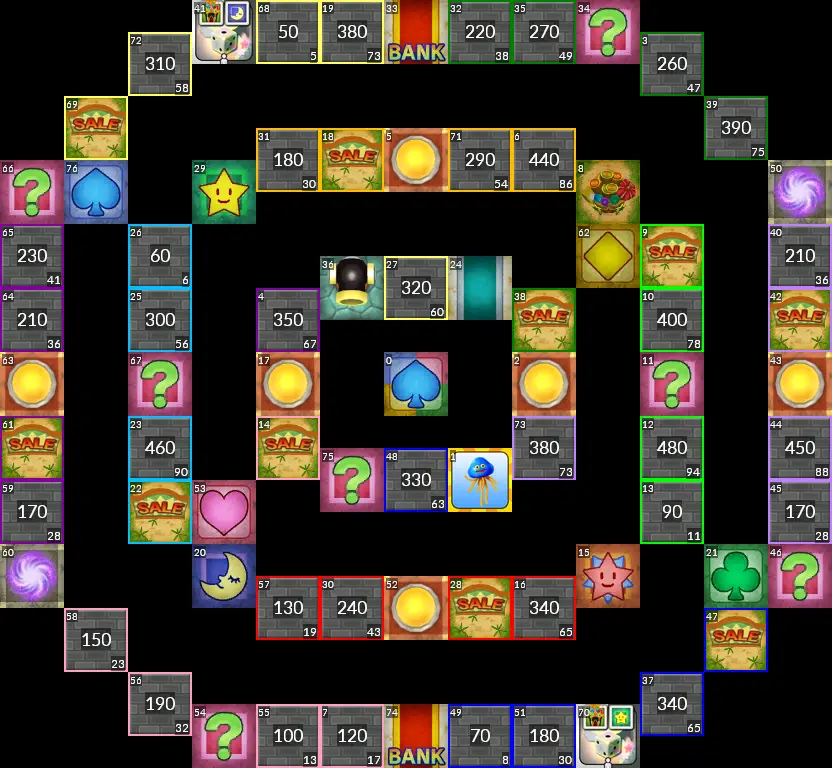 41 68 50 5 19 380 73 33 BANK 32 220 38 35 270 49 34
72 310 58 3 260 47
69 SALE 39 390 75
31 180 30 18 SALE 5 71 290 54 6 440 86
66 76 29 8 50
65 230 41 26 60 6 62 9 SALE 40 210 36
36 27 320 60 24
64 210 36 25 300 56 4 350 67 38 SALE 10 400 78 42 SALE
63 67 17 0 2 11 43
61 SALE 23 460 90 14 SALE 73 380 73 12 480 94 44 450 88
75 48 330 63 1
59 170 28 22 SALE 53 13 90 11 45 170 28
60 20 15 21 46
57 130 19 30 240 43 52 28 SALE 16 340 65
58 150 23 47 SALE
56 190 32 37 340 65
54 55 100 13 7 120 17 74 BANK 49 70 8 51 180 30 70